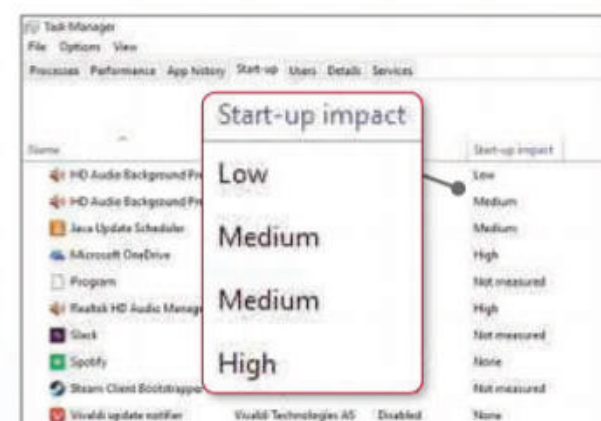 Task Manager
File Options View
Processes Performance App history Start-up Users Details Services
Start-up impact
Low
Medium
Medium
High
Name Start-up impact
HD Audio Background Pr Low
HD Audio Background Pr Medium
Java Update Scheduler Medium
Microsoft OneDrive High
Program Not measured
Realtek HD Audio Manag High
Slack Not measured
Spotify None
Steam Client Bootstrapper Not measured
Vivaldi update notifier Vivaldi Technologies AS Disabled None